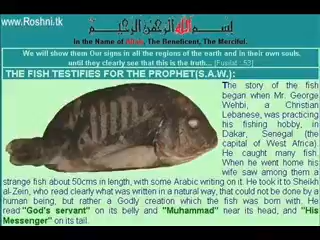 www.Roshni.tk
بسم الله الرحمن الرحيم
In the Name of Allah, The Beneficent, The Merciful.
We will show them Our signs in all the regions of the earth and in their own souls,
until they clearly see that this is the truth... [Fusilat : 53]
THE FISH TESTIFIES FOR THE PROPHET(S.A.W.):
The story of the fish
began when Mr. George
Wehbi, a Christian
Lebanese, was practicing
his fishing hobby, in
Dakar, Senegal (the
capital of West Africa).
He caught many fish.
When he went home his
wife saw among them a
strange fish about 50cms in length, with some Arabic writing on it. He took it to Sheikh
al-Zein, who read clearly what was written in a natural way, that could not be done by a
human being, but rather a Godly creation which the fish was born with. He
read "God's servant" on its belly and "Muhammad" near its head, and "His
Messenger" on its tail.